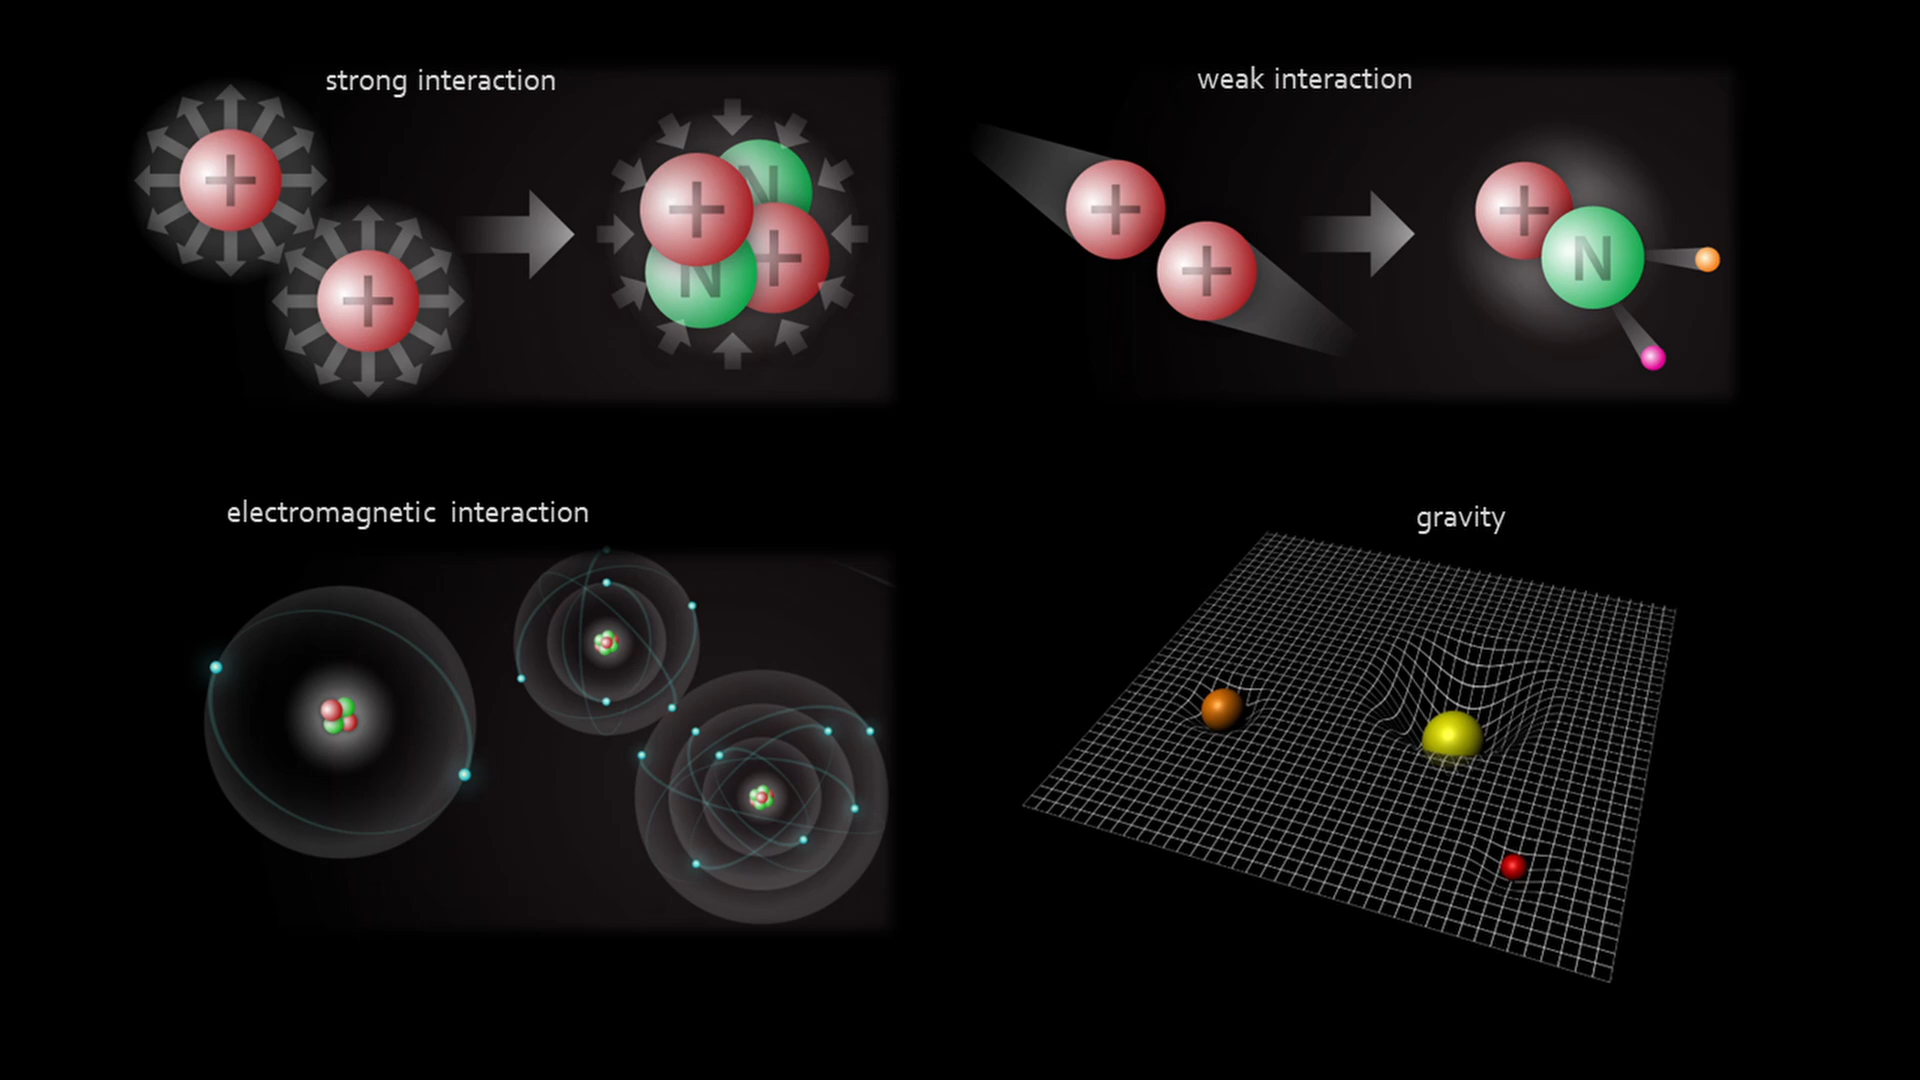 strong interaction
weak interaction
+
+
+
N
+
N
+
+
+
N
electromagnetic interaction
gravity